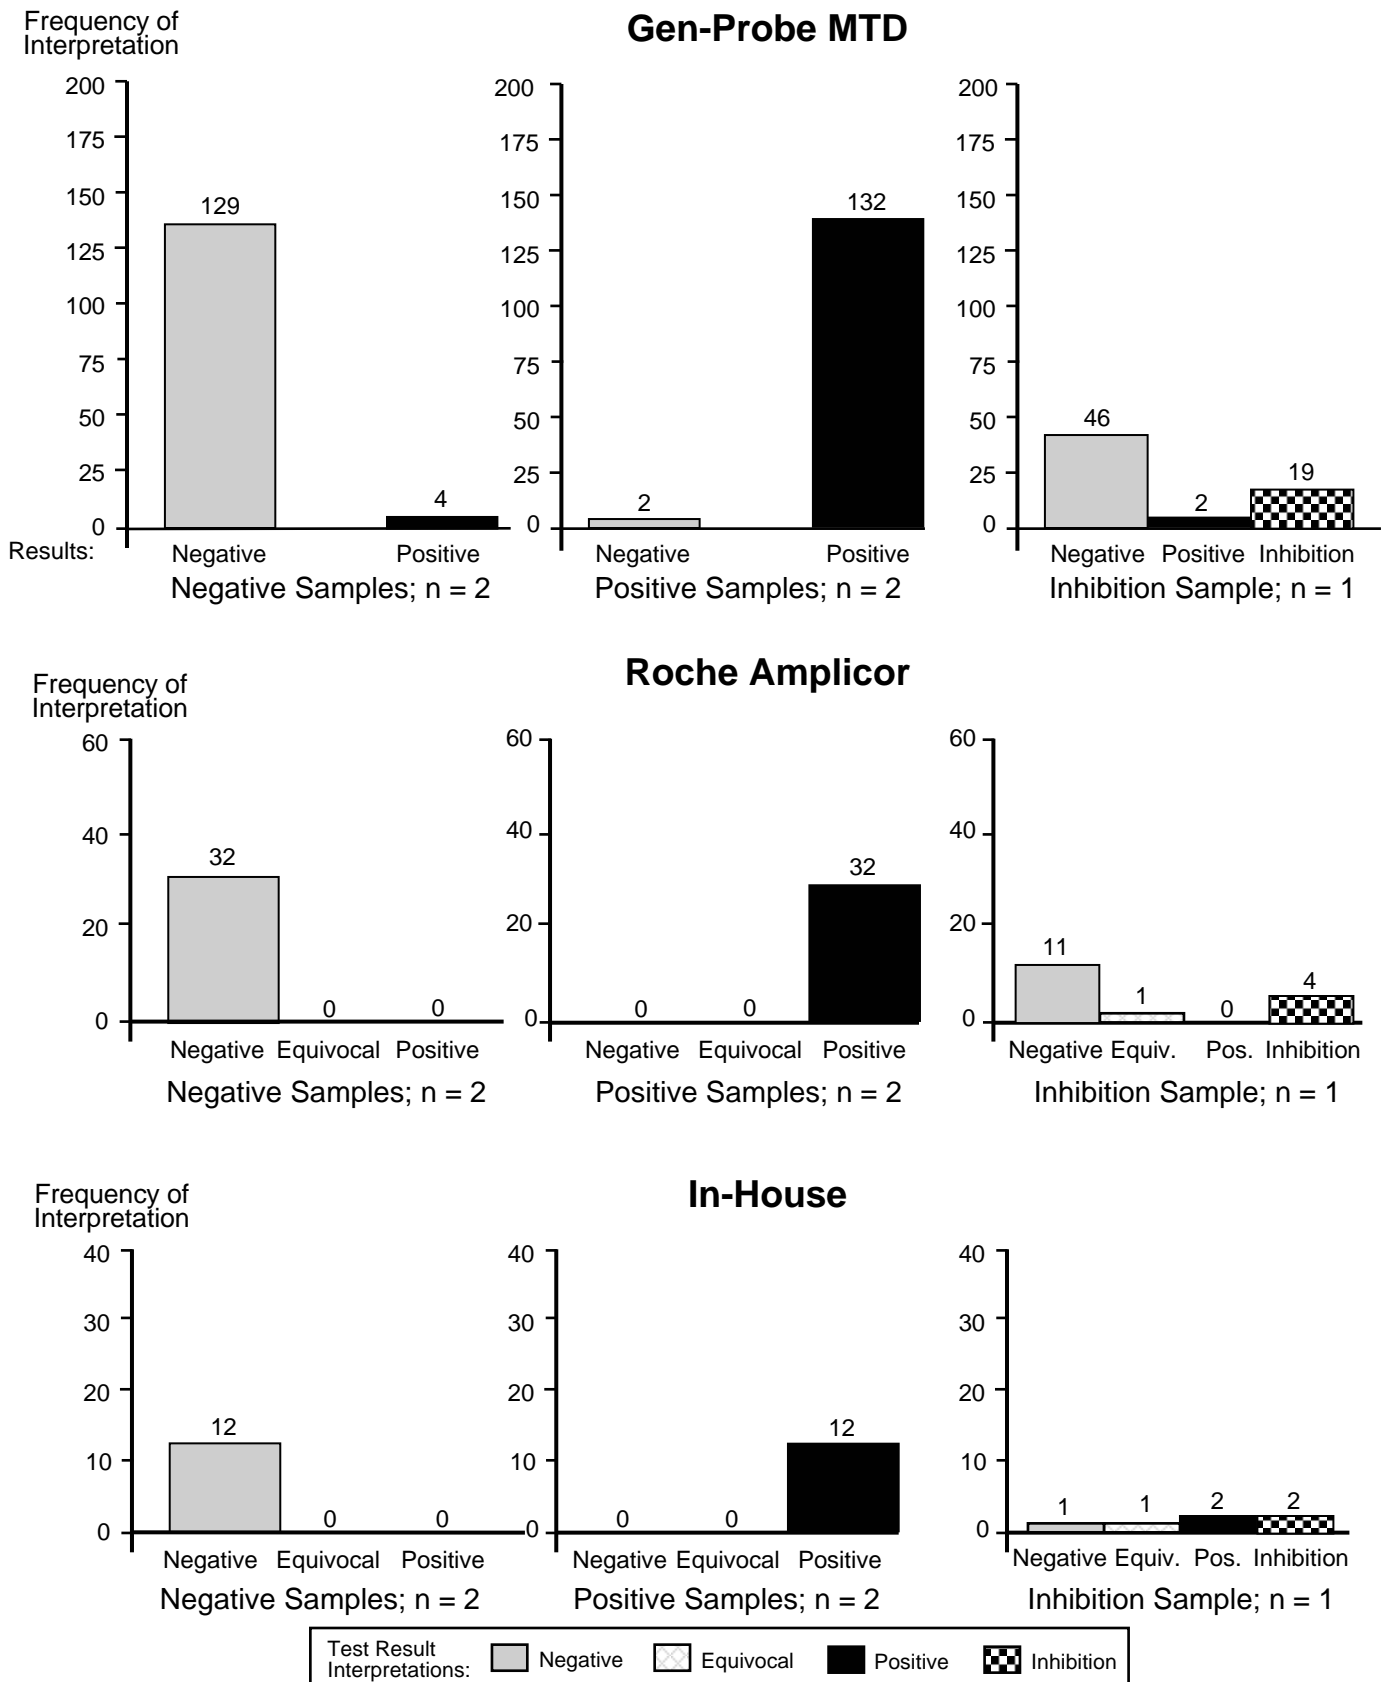 Frequency of
Interpretation
Gen-Probe MTD
200
175
150
125
100
75
50
25
0
129
4
Results:
Negative
Positive
Negative Samples; n = 2
200
175
150
125
100
75
50
25
0
2
132
Negative
Positive
Positive Samples; n = 2
200
175
150
125
100
75
50
25
0
46
2
19
Negative Positive Inhibition
Inhibition Sample; n = 1
Frequency of
Interpretation
Roche Amplicor
60
40
20
0
32
0
0
Negative Equivocal Positive
Negative Samples; n = 2
60
40
20
0
0
0
32
Negative Equivocal Positive
Positive Samples; n = 2
60
40
20
0
11
1
0
4
Negative Equiv. Pos. Inhibition
Inhibition Sample; n = 1
Frequency of
Interpretation
In-House
40
30
20
10
0
12
0
0
Negative Equivocal Positive
Negative Samples; n = 2
40
30
20
10
0
0
0
12
Negative Equivocal Positive
Positive Samples; n = 2
40
30
20
10
0
1
1
2
2
Negative Equiv. Pos. Inhibition
Inhibition Sample; n = 1
Test Result
Interpretations:
Negative
Equivocal
Positive
Inhibition